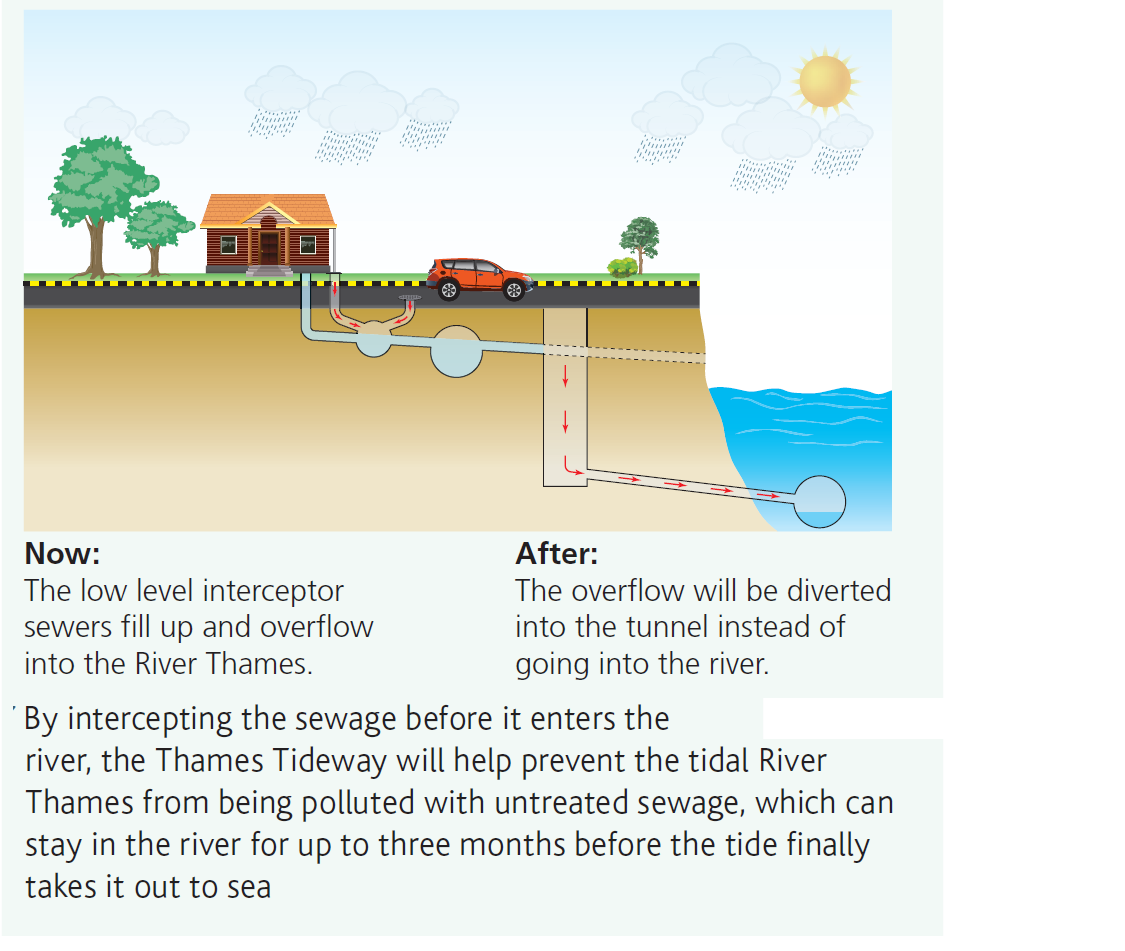 Now:
The low level interceptor
sewers fill up and overflow
into the River Thames.
After:
The overflow will be diverted
into the tunnel instead of
going into the river.
By intercepting the sewage before it enters the
river, the Thames Tideway will help prevent the tidal River
Thames from being polluted with untreated sewage, which can
stay in the river for up to three months before the tide finally
takes it out to sea